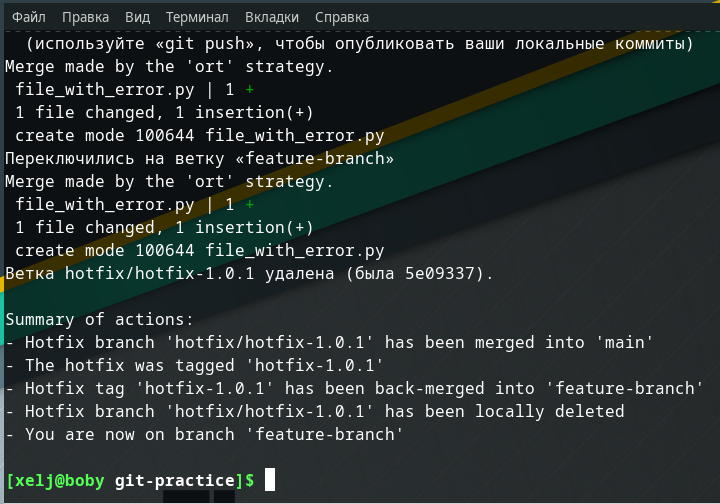 Файл Правка Вид Терминал Вкладки Справка
(используйте «git push», чтобы опубликовать ваши локальные коммиты)
Merge made by the 'ort' strategy.
file_with_error.py | 1 +
1 file changed, 1 insertion(+)
create mode 100644 file_with_error.py
Переключились на ветку «feature-branch»
Merge made by the 'ort' strategy.
file_with_error.py | 1 +
1 file changed, 1 insertion(+)
create mode 100644 file_with_error.py
Ветка hotfix/hotfix-1.0.1 удалена (была 5e09337).
Summary of actions:
- Hotfix branch 'hotfix/hotfix-1.0.1' has been merged into 'main'
- The hotfix was tagged 'hotfix-1.0.1'
- Hotfix tag 'hotfix-1.0.1' has been back-merged into 'feature-branch'
- Hotfix branch 'hotfix/hotfix-1.0.1' has been locally deleted
- You are now on branch 'feature-branch'
[xelj@boby git-practice]$